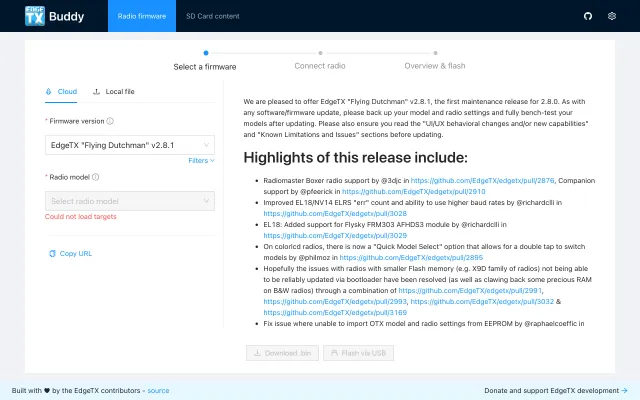 EDGE TX Buddy Radio firmware SD Card content
Select a firmware Connect radio Overview & flash
Cloud Local file
* Firmware version
EdgeTX "Flying Dutchman" v2.8.1
Filters
* Radio model
Select radio model
Could not load targets
Copy URL
We are pleased to offer EdgeTX "Flying Dutchman" v2.8.1, the first maintenance release for 2.8.0. As with
any software/firmware update, please back up your model and radio settings and fully bench-test your
models after updating. Please also ensure you read the "UI/UX behavioral changes and/or new capabilities"
and "Known Limitations and Issues" sections before updating.
Highlights of this release include:
• Radiomaster Boxer radio support by @3djc in https://github.com/EdgeTX/edgetx/pull/2876, Companion
support by @pfeerick in https://github.com/EdgeTX/edgetx/pull/2910
• Improved EL18/NV14 ELRS "err" count and ability to use higher baud rates by @richardclli in
https://github.com/EdgeTX/edgetx/pull/3028
• EL18: Added support for Flysky FRM303 AFHDS3 module by @richardclli in
https://github.com/EdgeTX/edgetx/pull/3029
• On colorlcd radios, there is now a "Quick Model Select" option that allows for a double tap to switch
models by @philmoz in https://github.com/EdgeTX/edgetx/pull/2895
• Hopefully the issues with radios with smaller Flash memory (e.g. X9D family of radios) not being able
to be reliably updated via bootloader have been resolved (as well as clawing back some precious RAM
on B&W radios) through a combination of https://github.com/EdgeTX/edgetx/pull/2991,
https://github.com/EdgeTX/edgetx/pull/2993, https://github.com/EdgeTX/edgetx/pull/3032 &
https://github.com/EdgeTX/edgetx/pull/3169
• Fix issue where unable to import OTX model and radio settings from EEPROM by @raphaelcoeffic in
Download .bin Flash via USB
Built with ♥ by the EdgeTX contributors - source Donate and support EdgeTX development →